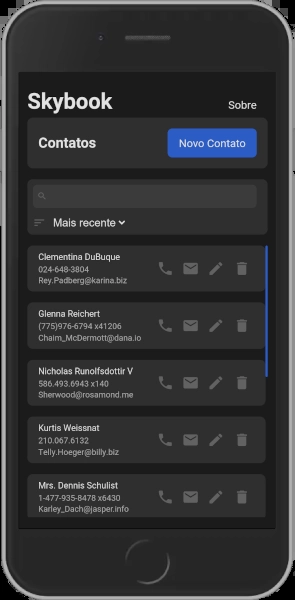 Skybook
Sobre
Contatos
Novo Contato
Mais recente
Clementina DuBuque
024-648-3804
Rey.Padberg@karina.biz
Glenna Reichert
(775)976-6794 x41206
Chaim_McDermott@dana.io
Nicholas Runolfsdottir V
586.493.6943 x140
Sherwood@rosamond.me
Kurtis Weissnat
210.067.6132
Telly.Hoeger@billy.biz
Mrs. Dennis Schulist
1-477-935-8478 x6430
Karley_Dach@jasper.info